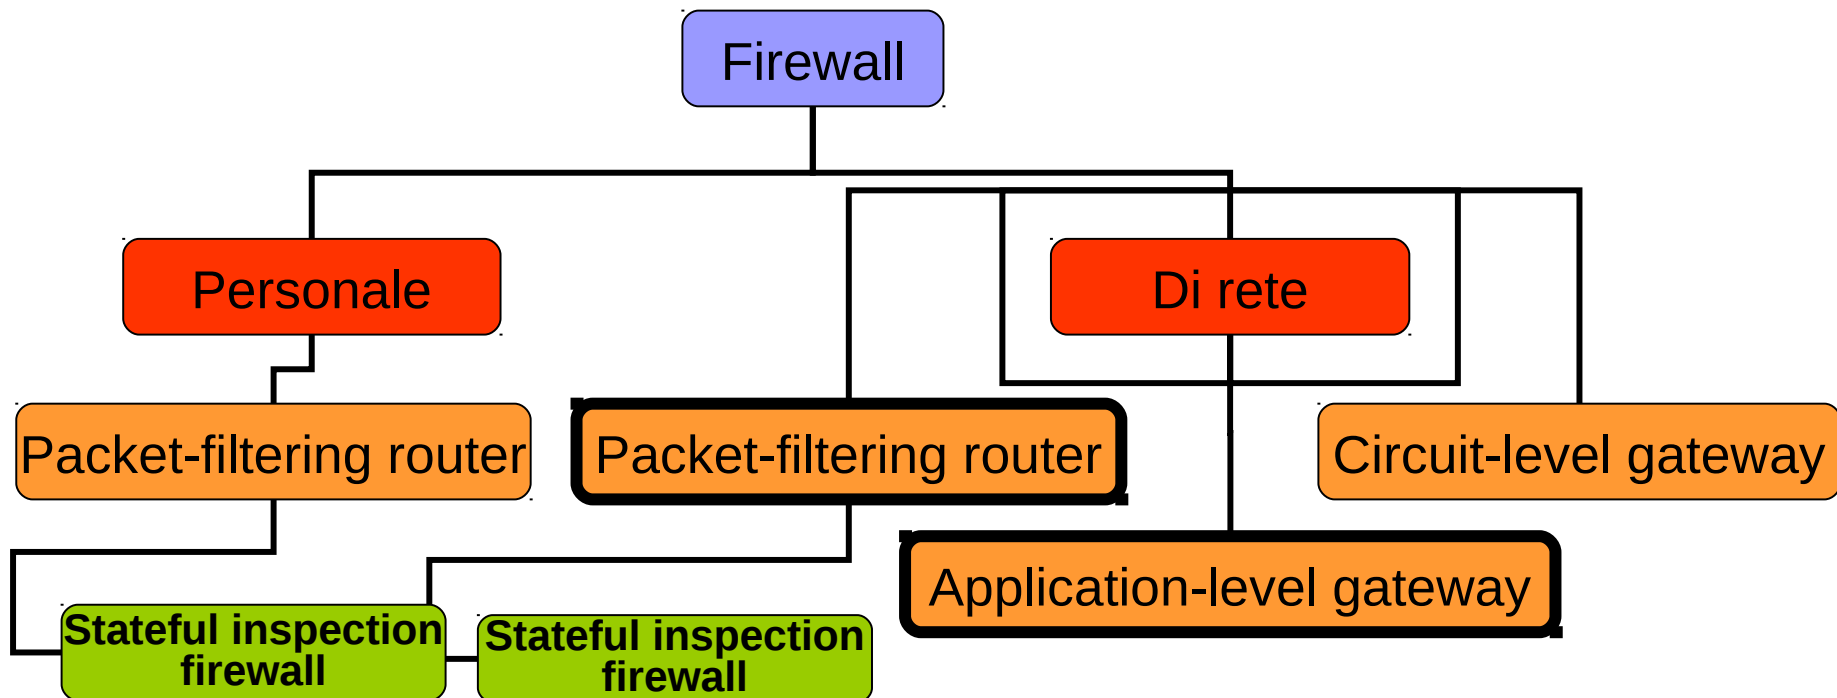 Firewall
Personale
Di rete
Packet-filtering router
Packet-filtering router
Circuit-level gateway
Application-level gateway
Stateful inspection
firewall
Stateful inspection
firewall